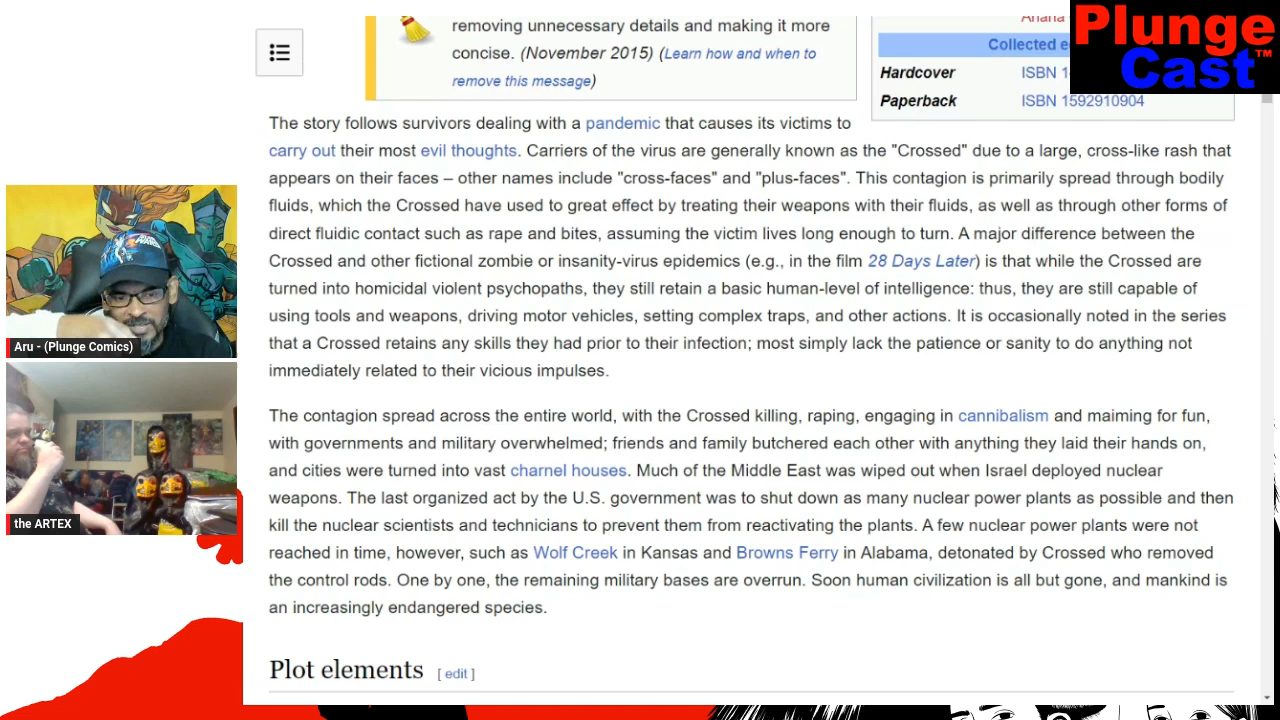 removing unnecessary details and making it more
concise. (November 2015) (Learn how and when to
remove this message)
Collected e
Hardcover ISBN 1
Paperback ISBN 1592910904
Plunge
Cast™
The story follows survivors dealing with a pandemic that causes its victims to
carry out their most evil thoughts. Carriers of the virus are generally known as the "Crossed" due to a large, cross-like rash that
appears on their faces – other names include "cross-faces" and "plus-faces". This contagion is primarily spread through bodily
fluids, which the Crossed have used to great effect by treating their weapons with their fluids, as well as through other forms of
direct fluidic contact such as rape and bites, assuming the victim lives long enough to turn. A major difference between the
Crossed and other fictional zombie or insanity-virus epidemics (e.g., in the film 28 Days Later) is that while the Crossed are
turned into homicidal violent psychopaths, they still retain a basic human-level of intelligence: thus, they are still capable of
using tools and weapons, driving motor vehicles, setting complex traps, and other actions. It is occasionally noted in the series
that a Crossed retains any skills they had prior to their infection; most simply lack the patience or sanity to do anything not
immediately related to their vicious impulses.
The contagion spread across the entire world, with the Crossed killing, raping, engaging in cannibalism and maiming for fun,
with governments and military overwhelmed; friends and family butchered each other with anything they laid their hands on,
and cities were turned into vast charnel houses. Much of the Middle East was wiped out when Israel deployed nuclear
weapons. The last organized act by the U.S. government was to shut down as many nuclear power plants as possible and then
kill the nuclear scientists and technicians to prevent them from reactivating the plants. A few nuclear power plants were not
reached in time, however, such as Wolf Creek in Kansas and Browns Ferry in Alabama, detonated by Crossed who removed
the control rods. One by one, the remaining military bases are overrun. Soon human civilization is all but gone, and mankind is
an increasingly endangered species.
Plot elements [ edit ]
Aru - (Plunge Comics)
the ARTEX